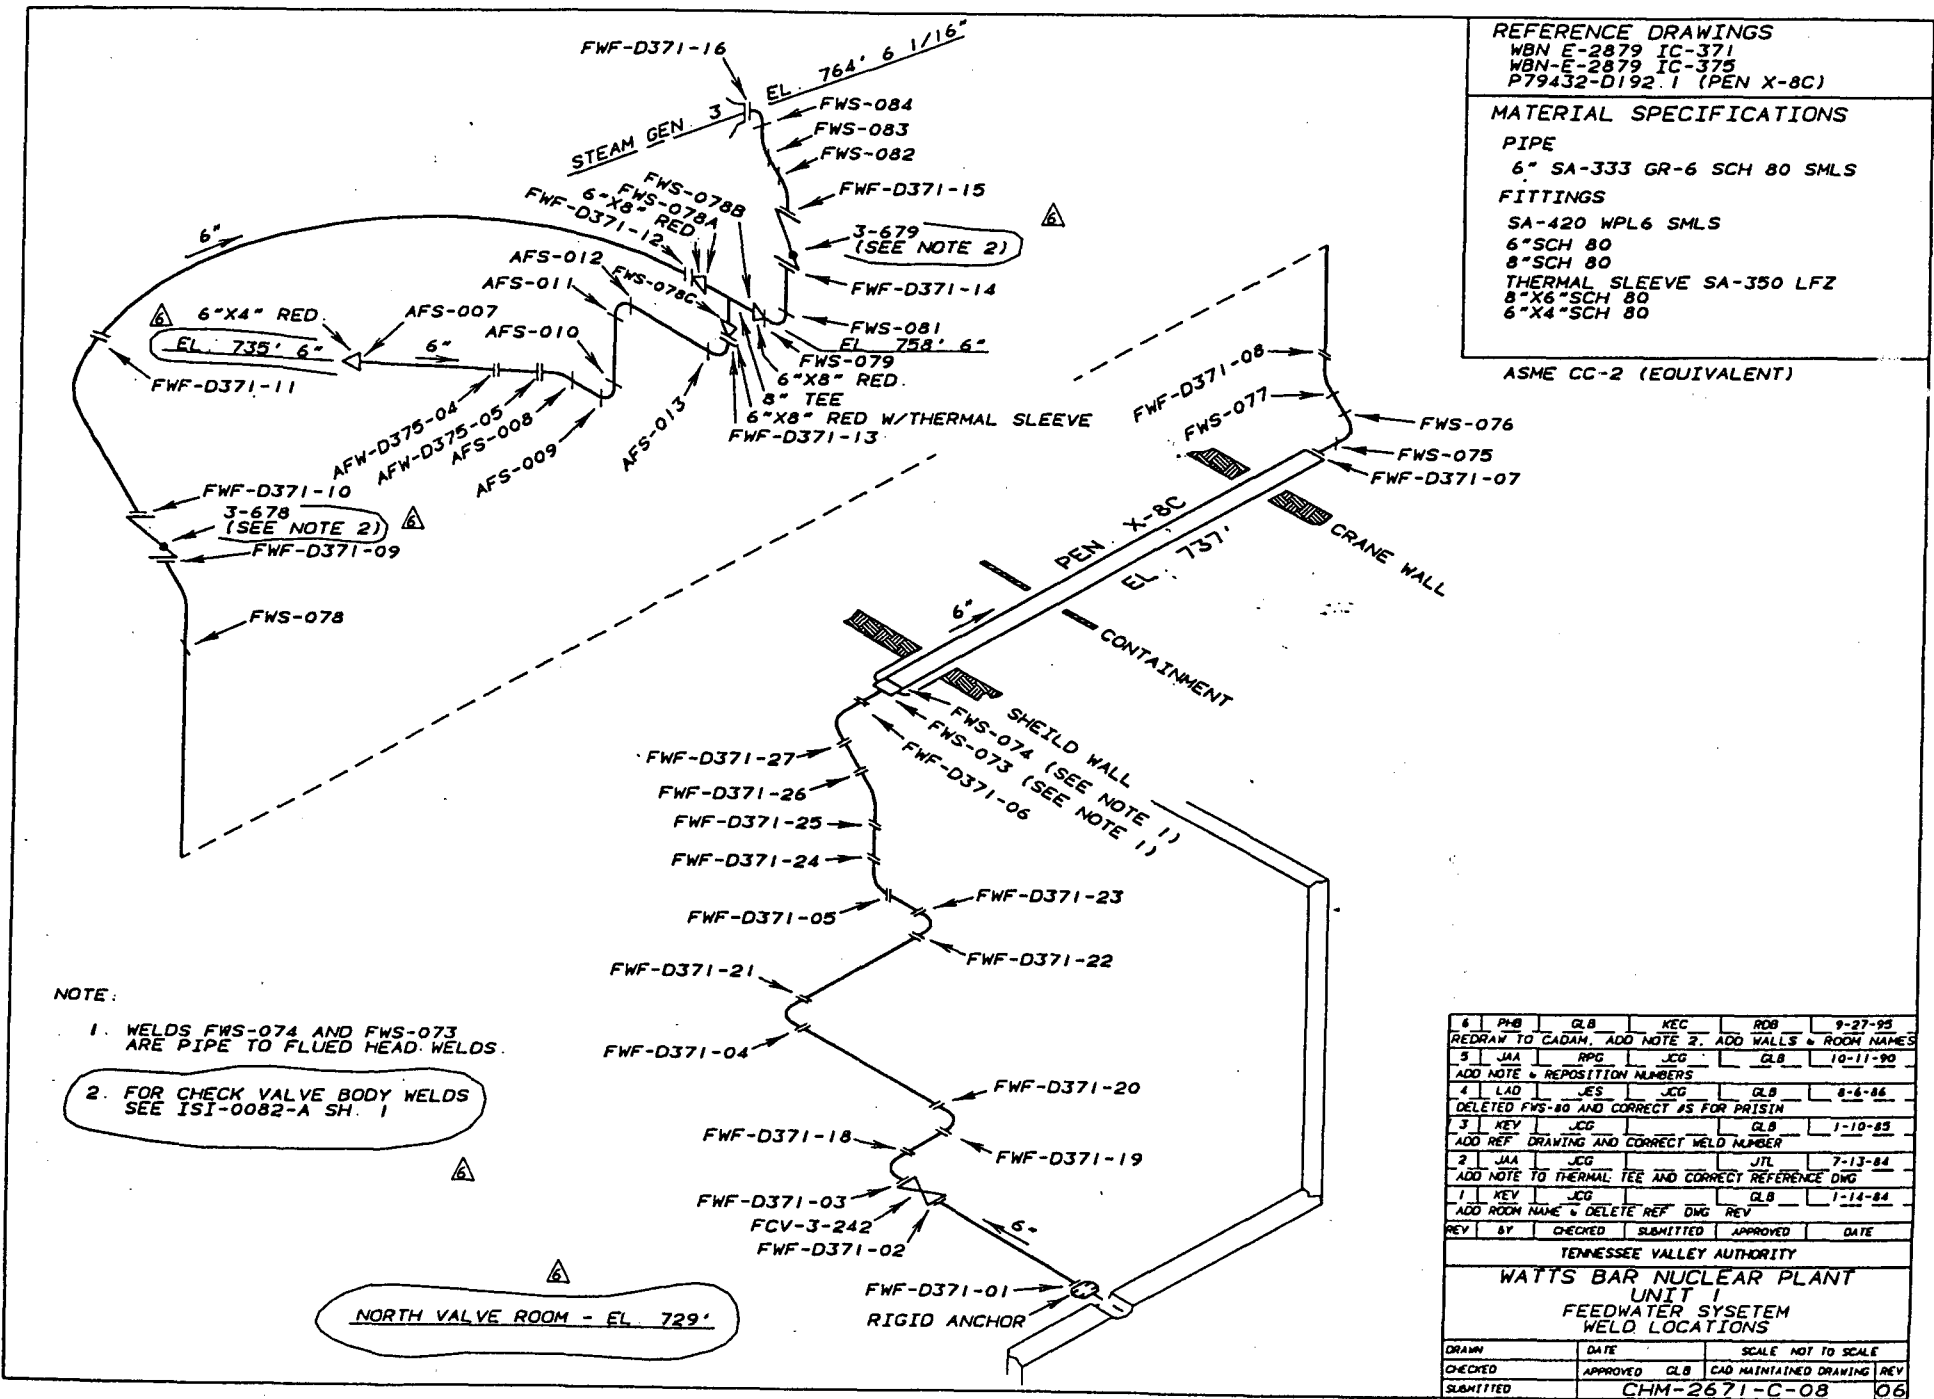 REFERENCE DRAWINGS
WBN E-2879 IC-371
WBN-E-2879 IC-375
P79432-D192.1 (PEN X-8C)
MATERIAL SPECIFICATIONS
PIPE
6" SA-333 GR-6 SCH 80 SMLS
FITTINGS
SA-420 WPL6 SMLS
6"SCH 80
8"SCH 80
THERMAL SLEEVE SA-350 LFZ
8"X6"SCH 80
6"X4"SCH 80
ASME CC-2 (EQUIVALENT)
FWF-D371-16
EL. 764' 6 1/16"
STEAM GEN. 3
FWS-084
FWS-083
FWS-082
FWF-D371-15
3-679
(SEE NOTE 2)
6
FWF-D371-14
FWS-081
EL 758' 6"
FWS-079
6"X8" RED.
8" TEE
6"X8" RED W/THERMAL SLEEVE
FWF-D371-13
FWS-078B
FWS-078A
6"X8" RED
FWF-D371-12
FWS-078C
6"
AFS-012
AFS-011
AFS-010
AFS-007
6"X4" RED.
6
EL. 735' 6"
6"
FWF-D371-11
AFW-D375-04
AFW-D375-05
AFS-008
AFS-009
AFS-013
FWF-D371-10
3-678
(SEE NOTE 2)
6
FWF-D371-09
FWS-078
FWF-D371-08
FWS-077
FWS-076
FWS-075
FWF-D371-07
CRANE WALL
PEN. X-8C
EL. 737'
6"
CONTAINMENT
SHEILD WALL
FWS-074 (SEE NOTE 1)
FWS-073 (SEE NOTE 1)
FWF-D371-06
FWF-D371-27
FWF-D371-26
FWF-D371-25
FWF-D371-24
FWF-D371-05
FWF-D371-23
FWF-D371-22
FWF-D371-21
FWF-D371-04
FWF-D371-20
FWF-D371-18
FWF-D371-19
FWF-D371-03
FCV-3-242
FWF-D371-02
6"
FWF-D371-01
RIGID ANCHOR
NOTE:
1. WELDS FWS-074 AND FWS-073
ARE PIPE TO FLUED HEAD WELDS.
2. FOR CHECK VALVE BODY WELDS
SEE ISI-0082-A SH. 1
6
6
NORTH VALVE ROOM - EL. 729'
6 PHB GLB KEC RDB 9-27-95
REDRAW TO CADAM, ADD NOTE 2, ADD WALLS & ROOM NAMES
5 JAA RPG JCG GLB 10-11-90
ADD NOTE & REPOSITION NUMBERS
4 LAD JES JCG GLB 8-6-86
DELETED FWS-80 AND CORRECT #S FOR PRISIM
3 KEV JCG GLB 1-10-85
ADD REF DRAWING AND CORRECT WELD NUMBER
2 JAA JCG JTL 7-13-84
ADD NOTE TO THERMAL TEE AND CORRECT REFERENCE DWG
1 KEV JCG GLB 1-14-84
ADD ROOM NAME & DELETE REF DWG REV
REV BY CHECKED SUBMITTED APPROVED DATE
TENNESSEE VALLEY AUTHORITY
WATTS BAR NUCLEAR PLANT
UNIT 1
FEEDWATER SYSETEM
WELD LOCATIONS
DRAWN DATE SCALE NOT TO SCALE
CHECKED APPROVED GLB CAD MAINTAINED DRAWING REV
SUBMITTED CHM-2671-C-08 06